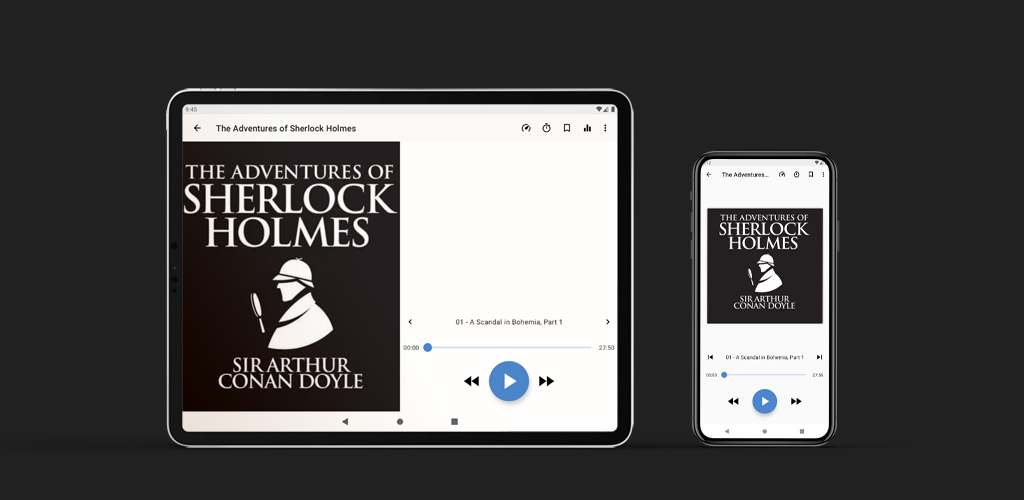 9:45
The Adventures of Sherlock Holmes
THE ADVENTURES OF
SHERLOCK
HOLMES
SIR ARTHUR
CONAN DOYLE
01 - A Scandal in Bohemia, Part 1
00:00
27:50
The Adventures...
THE ADVENTURES OF
SHERLOCK
HOLMES
SIR ARTHUR
CONAN DOYLE
01 - A Scandal in Bohemia, Part 1
00:00
27:50